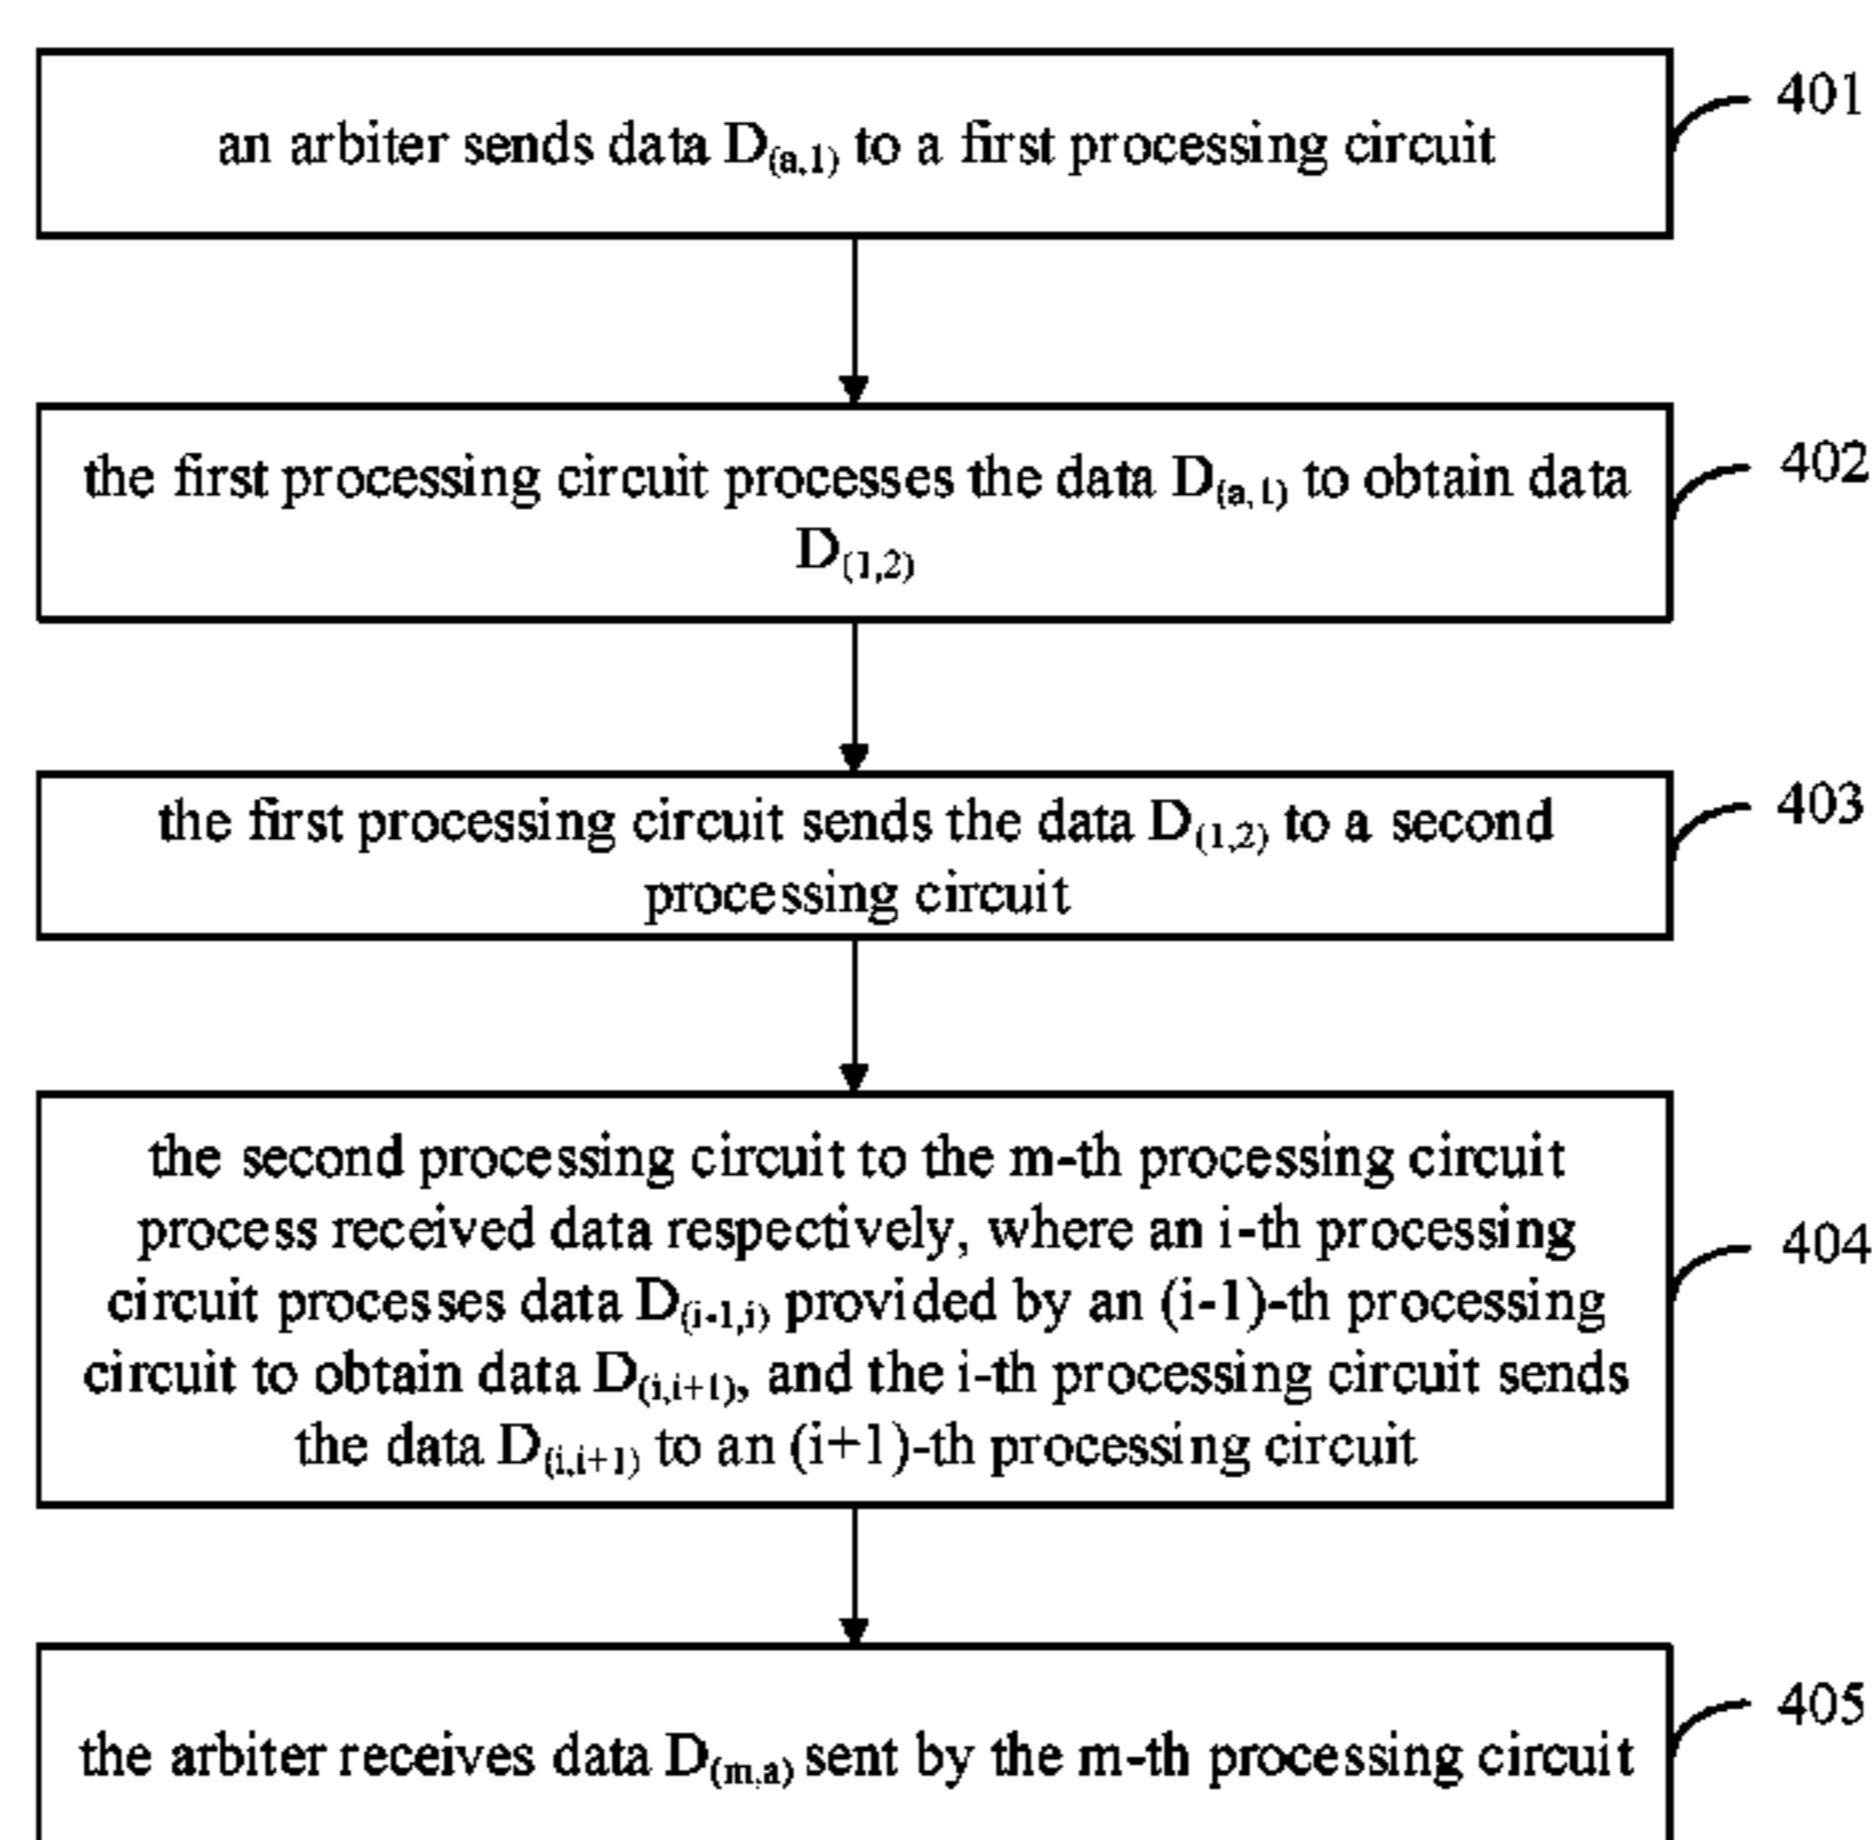 an arbiter sends data D(a,1) to a first processing circuit
401
the first processing circuit processes the data D(a,1) to obtain data
D(1,2)
402
the first processing circuit sends the data D(1,2) to a second
processing circuit
403
the second processing circuit to the m-th processing circuit
process received data respectively, where an i-th processing
circuit processes data D(i-1,i) provided by an (i-1)-th processing
circuit to obtain data D(i,i+1), and the i-th processing circuit sends
the data D(i,i+1) to an (i+1)-th processing circuit
404
the arbiter receives data D(m,a) sent by the m-th processing circuit
405